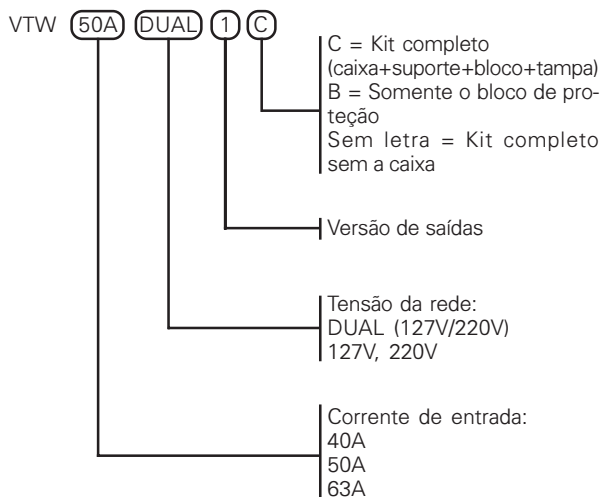 VTW 50A DUAL 1 C
C = Kit completo
(caixa+suporte+bloco+tampa)
B = Somente o bloco de pro-
teção
Sem letra = Kit completo
sem a caixa
Versão de saídas
Tensão da rede:
DUAL (127V/220V)
127V, 220V
Corrente de entrada:
40A
50A
63A